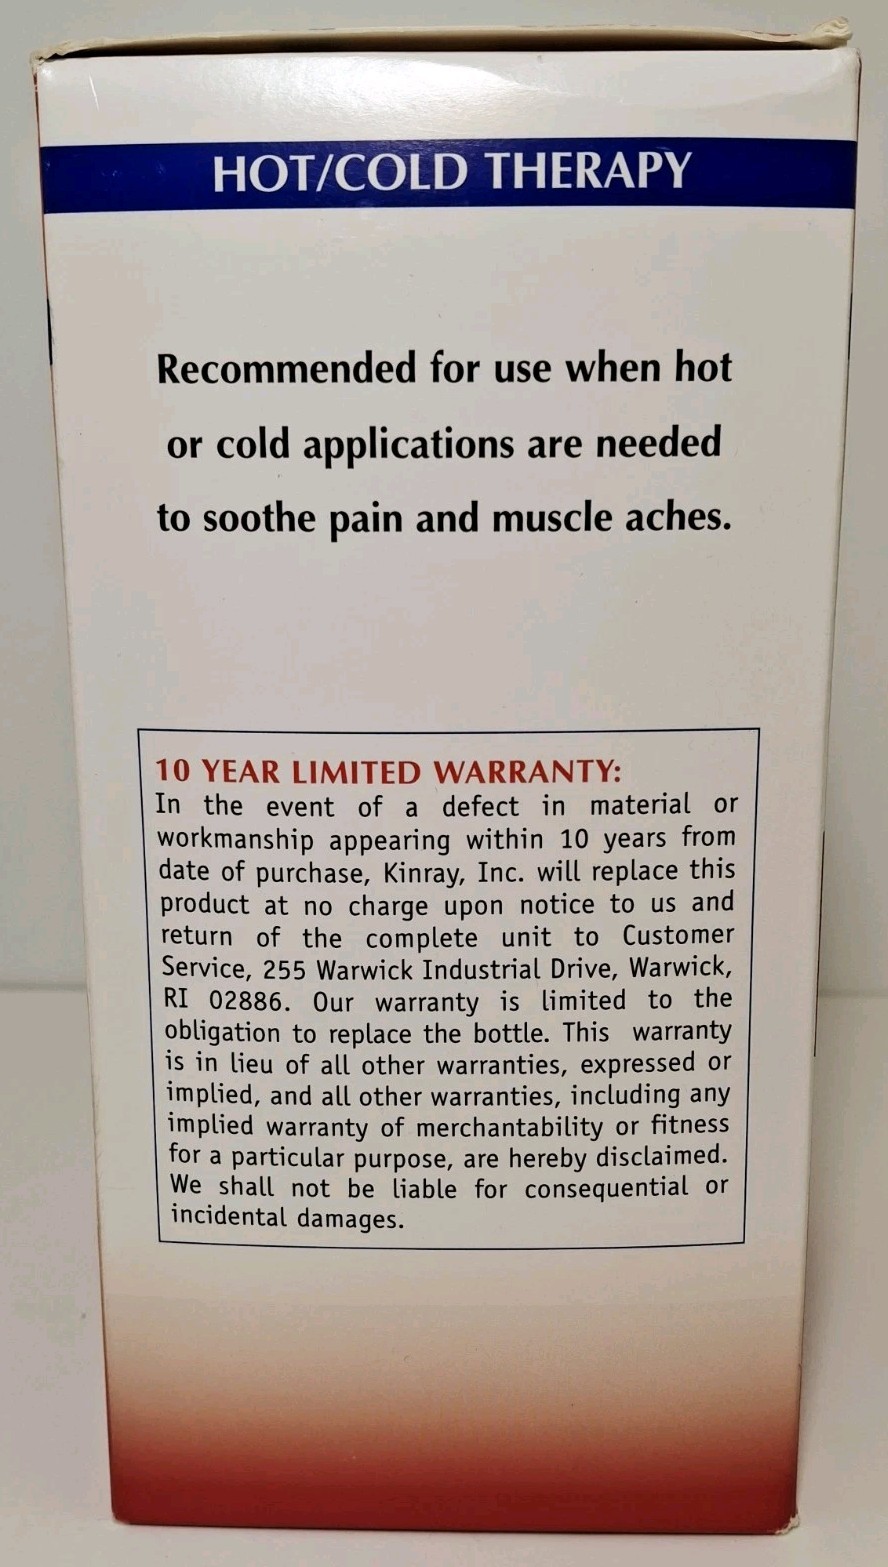 HOT/COLD THERAPY
Recommended for use when hot
or cold applications are needed
to soothe pain and muscle aches.
10 YEAR LIMITED WARRANTY:
In the event of a defect in material or
workmanship appearing within 10 years from
date of purchase, Kinray, Inc. will replace this
product at no charge upon notice to us and
return of the complete unit to Customer
Service, 255 Warwick Industrial Drive, Warwick,
RI 02886. Our warranty is limited to the
obligation to replace the bottle. This warranty
is in lieu of all other warranties, expressed or
implied, and all other warranties, including any
implied warranty of merchantability or fitness
for a particular purpose, are hereby disclaimed.
We shall not be liable for consequential or
incidental damages.